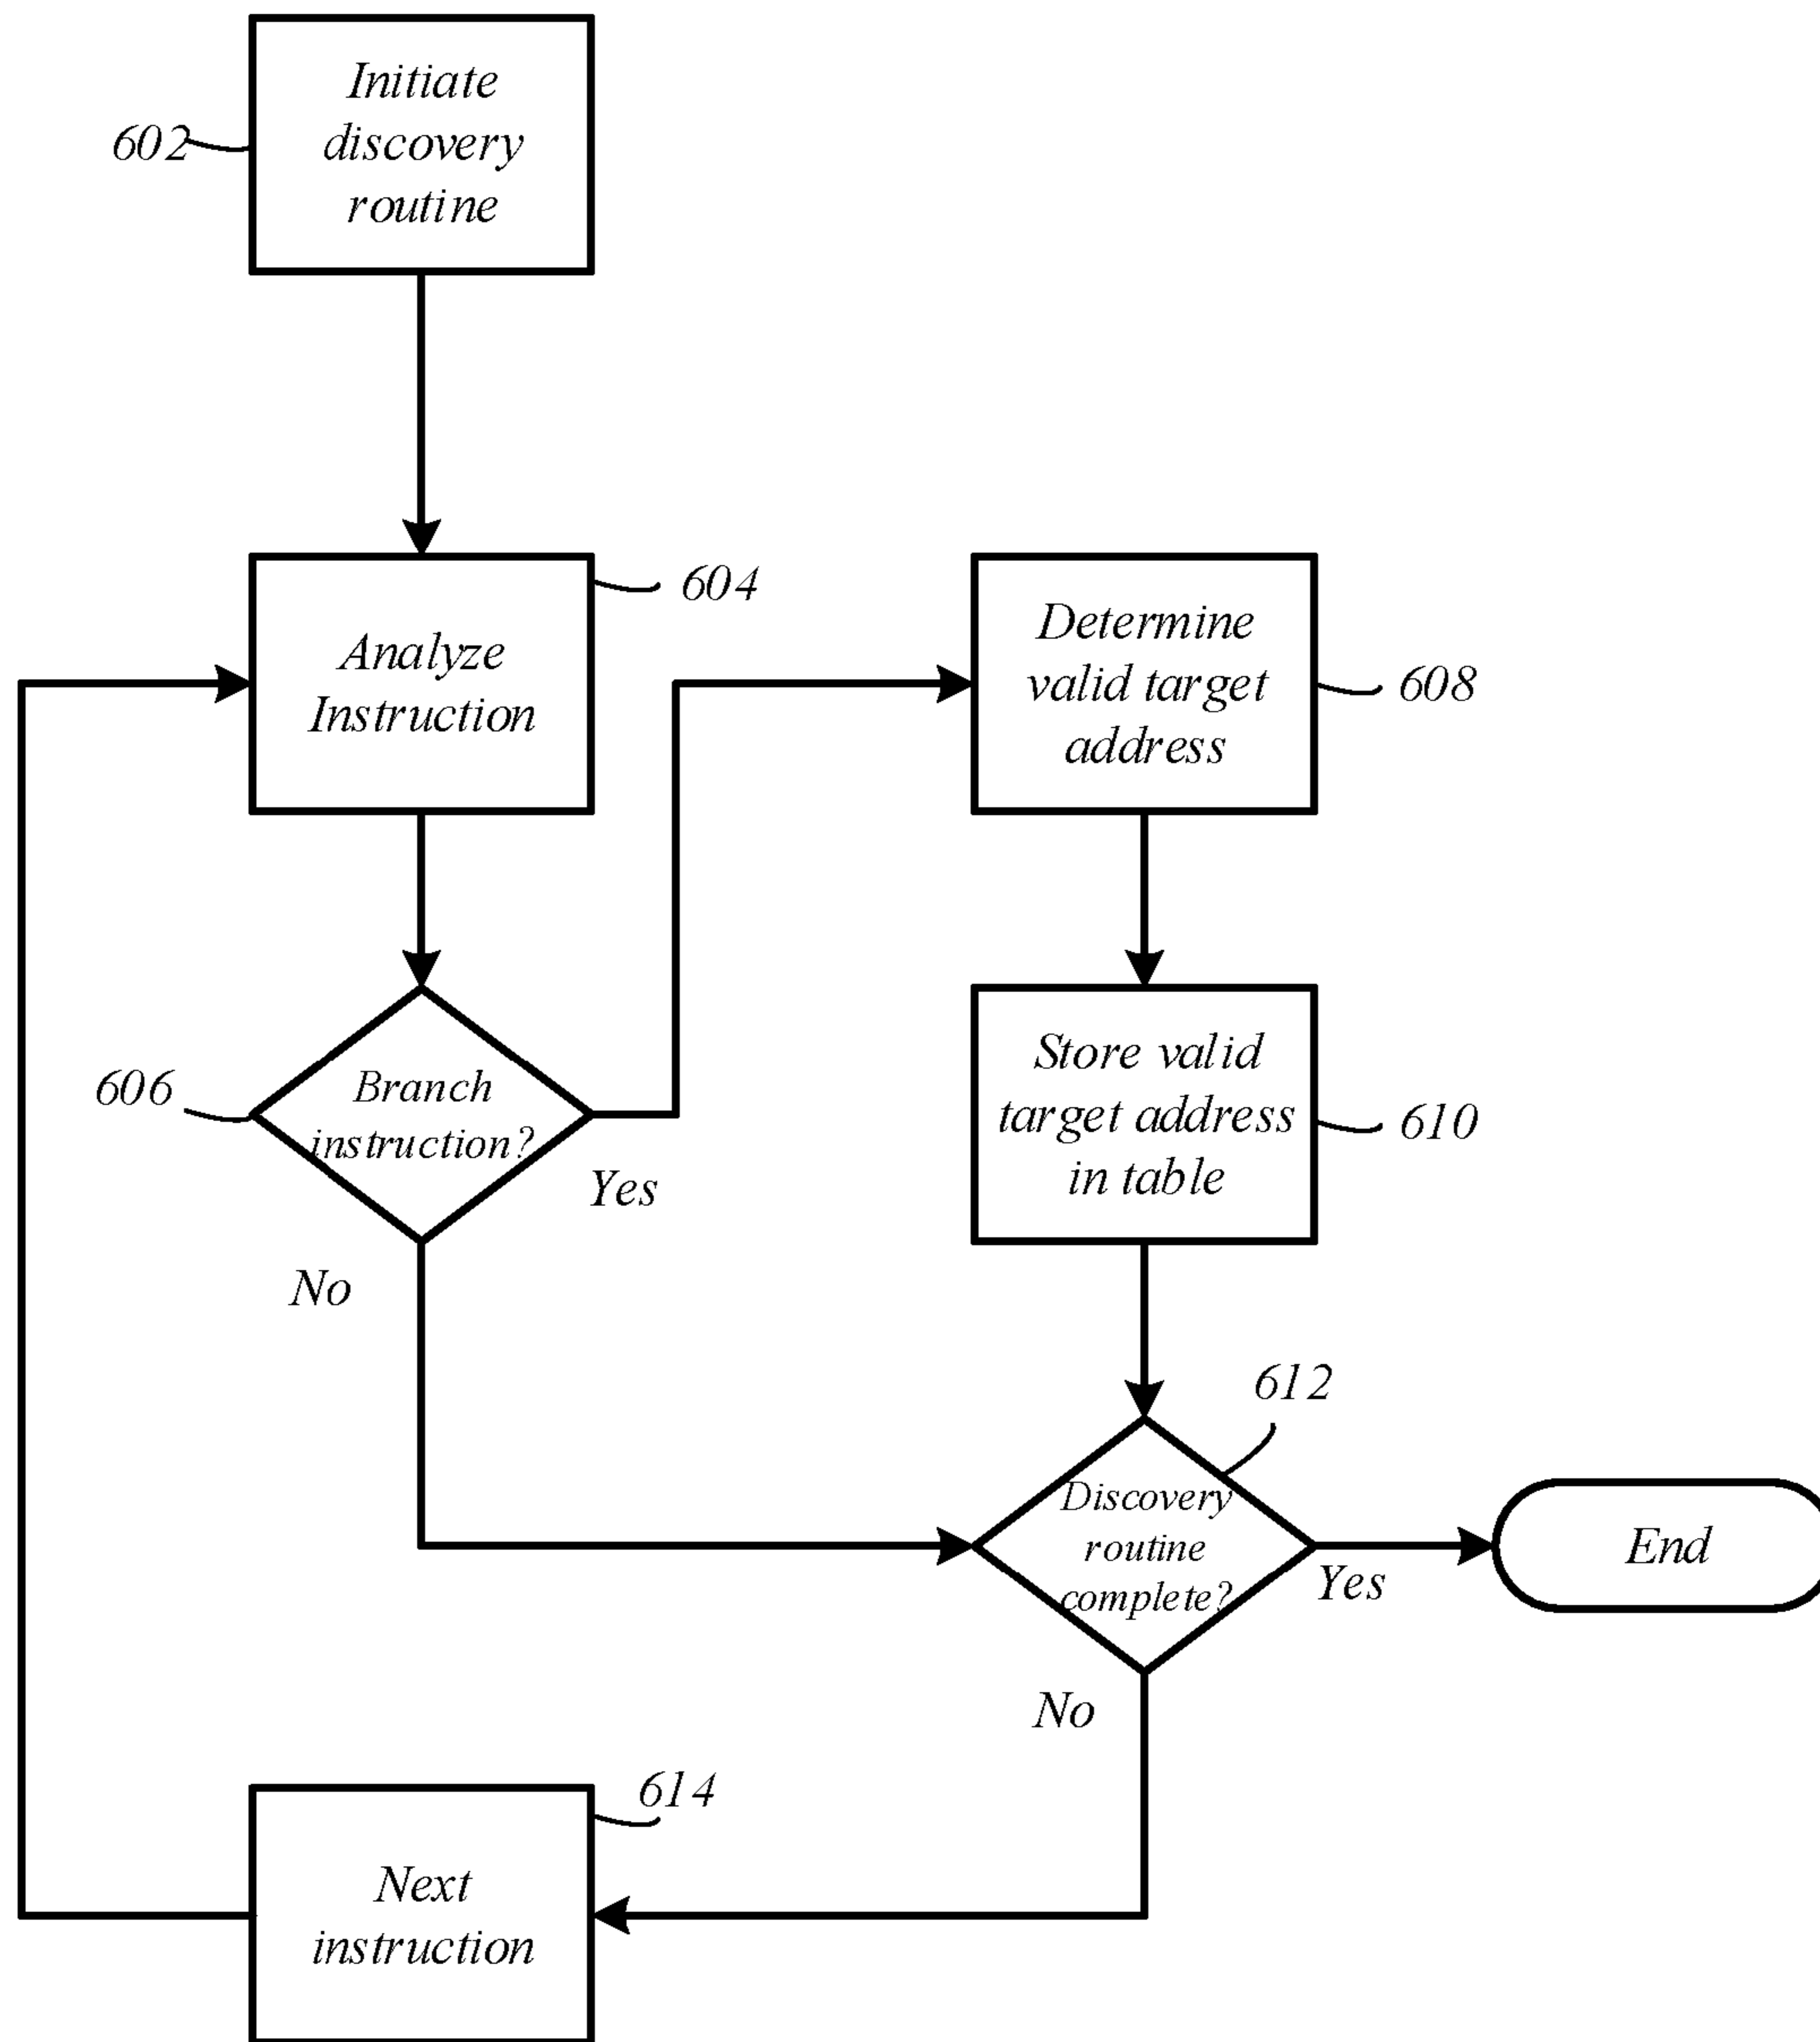 Initiate
discovery
routine
602
Analyze
Instruction
604
Branch
instruction?
606
Yes
No
Determine
valid target
address
608
Store valid
target address
in table
610
Discovery
routine
complete?
612
Yes
No
End
Next
instruction
614